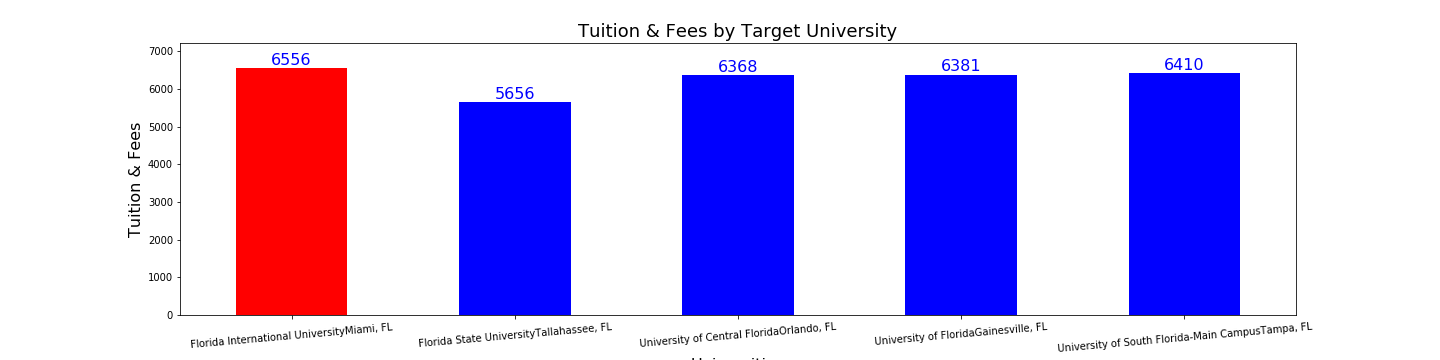 Tuition & Fees by Target University
Tuition & Fees
7000
6000
5000
4000
3000
2000
1000
0
6556
5656
6368
6381
6410
Florida International UniversityMiami, FL
Florida State UniversityTallahassee, FL
University of Central FloridaOrlando, FL
University of FloridaGainesville, FL
University of South Florida-Main CampusTampa, FL